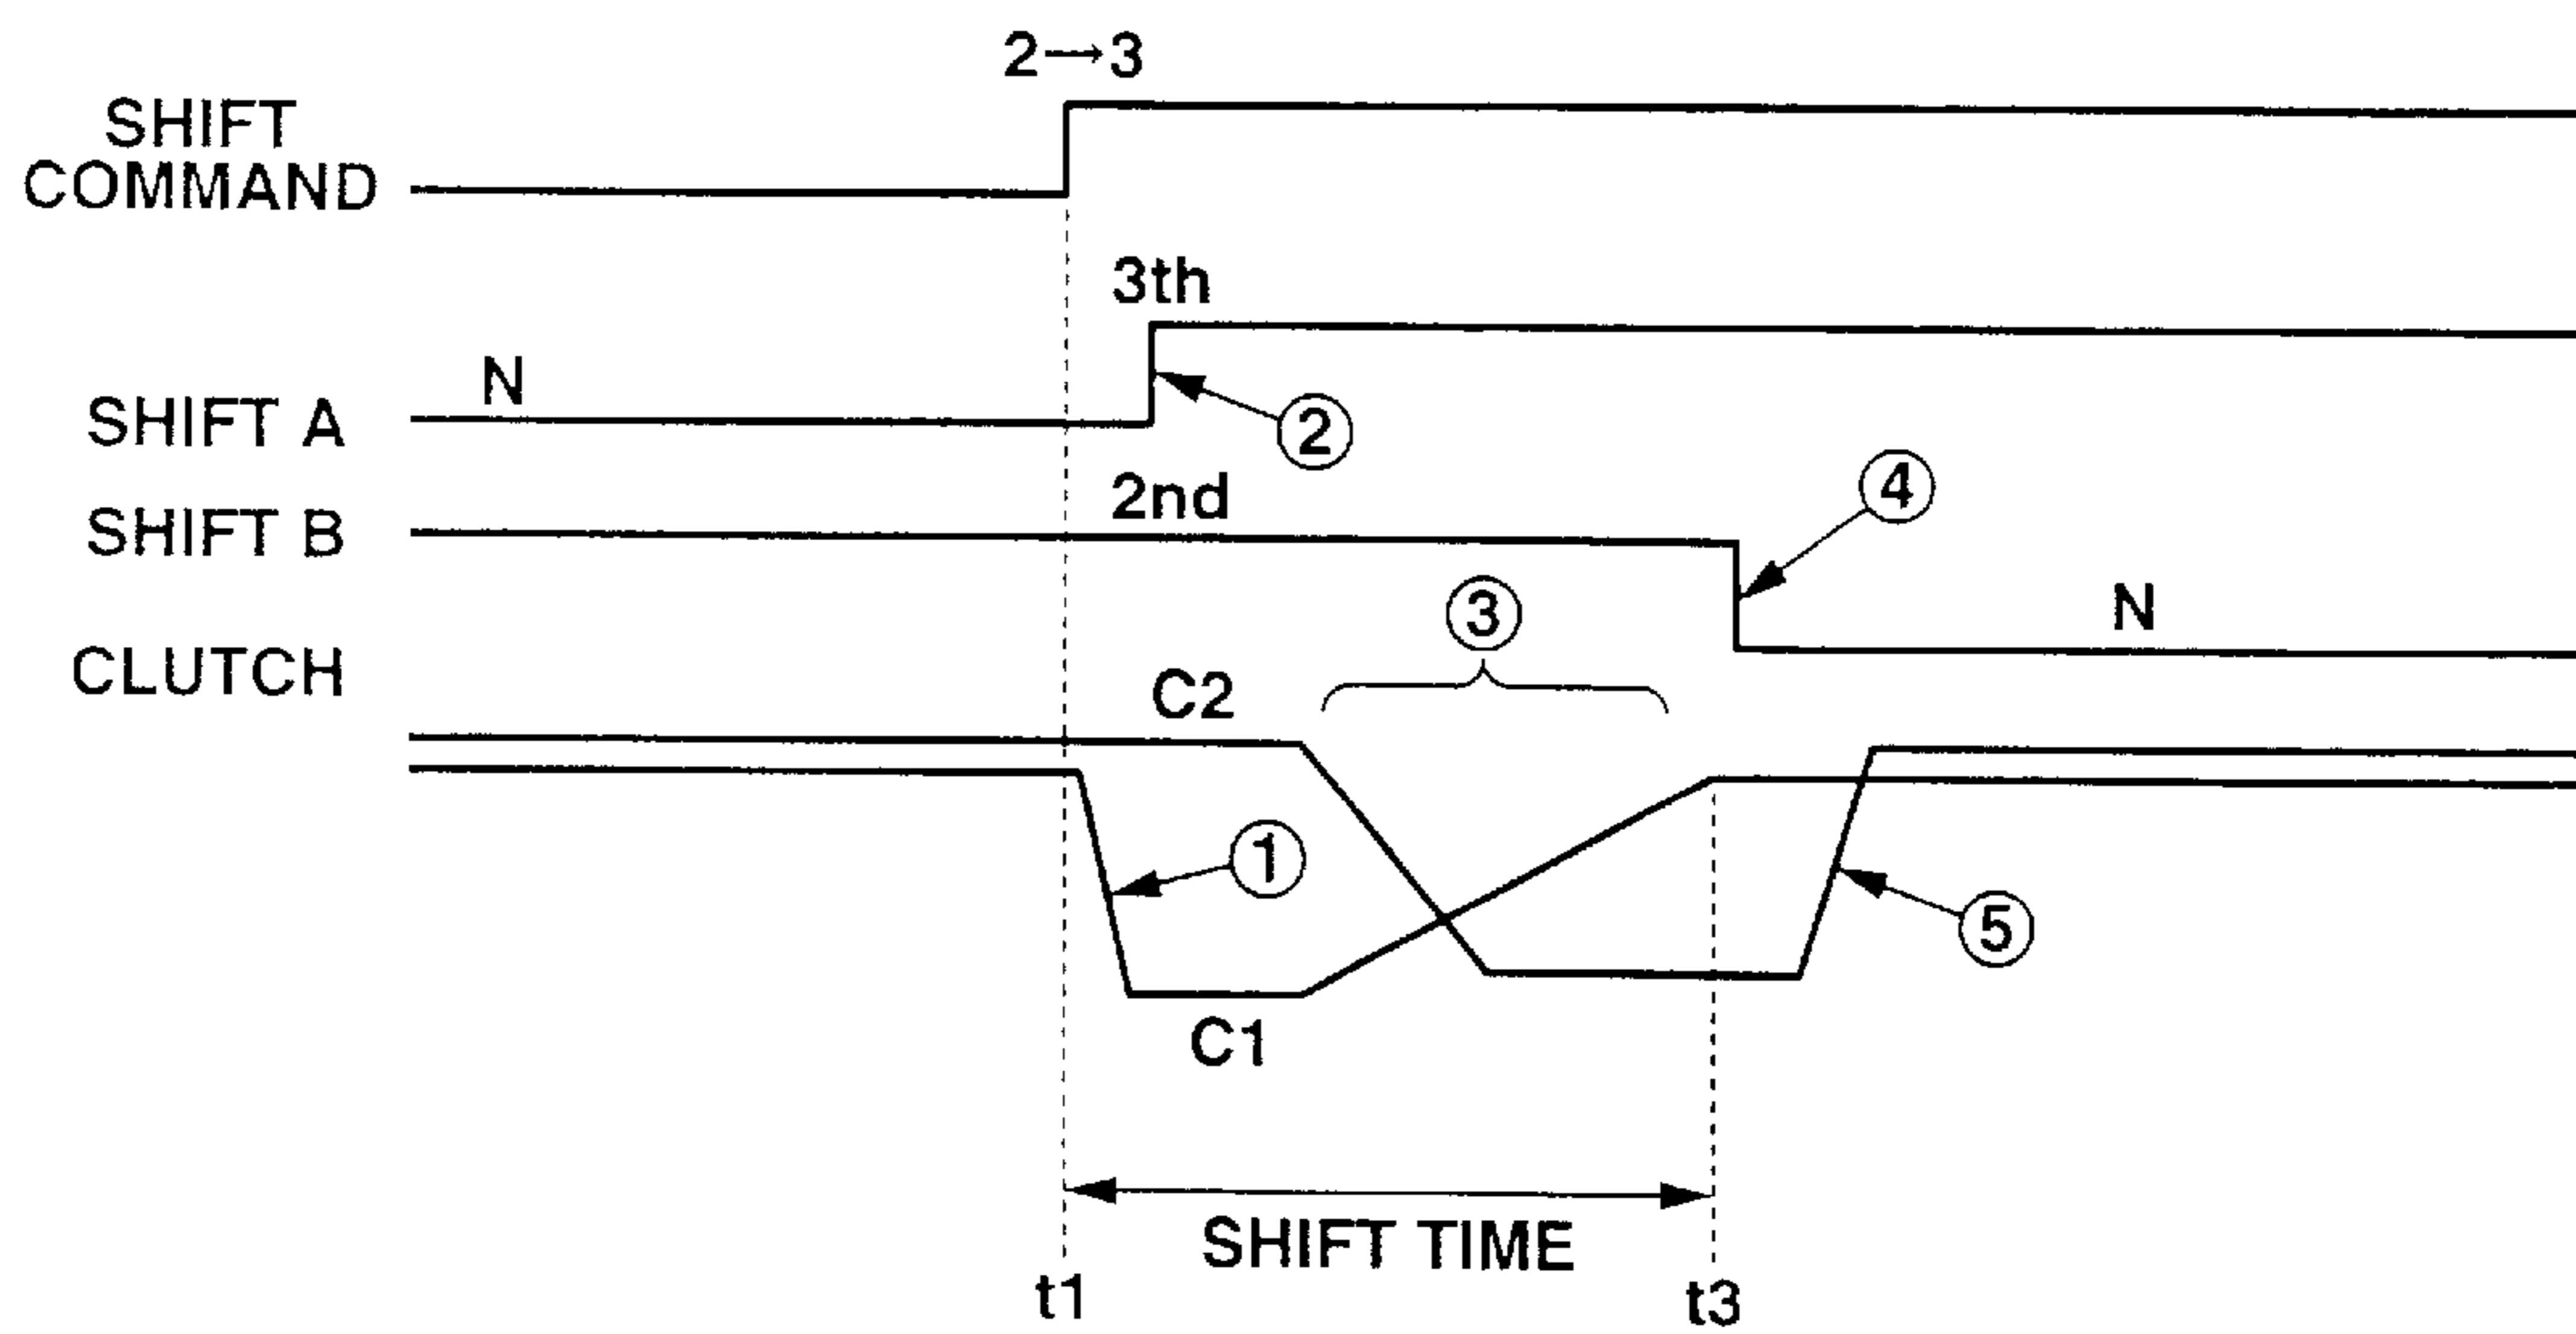 2→3
SHIFT
COMMAND
3th
N
SHIFT A
②
2nd
④
SHIFT B
③
N
CLUTCH
C2
①
⑤
C1
SHIFT TIME
t1
t3